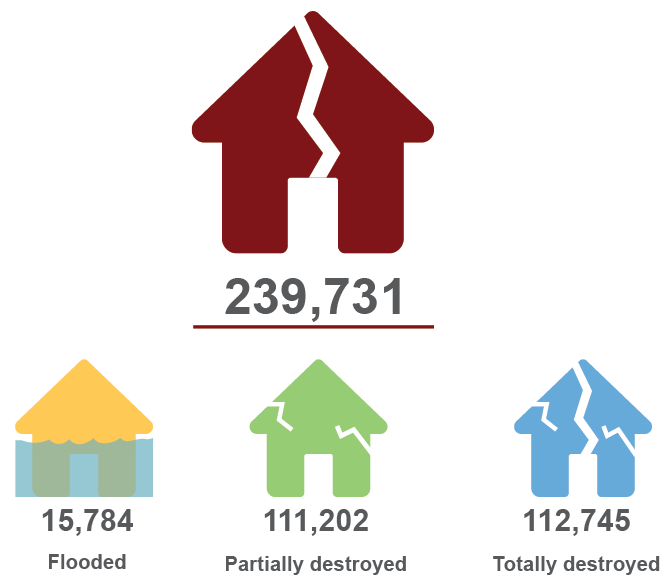 239,731
15,784
111,202
112,745
Flooded
Partially destroyed
Totally destroyed